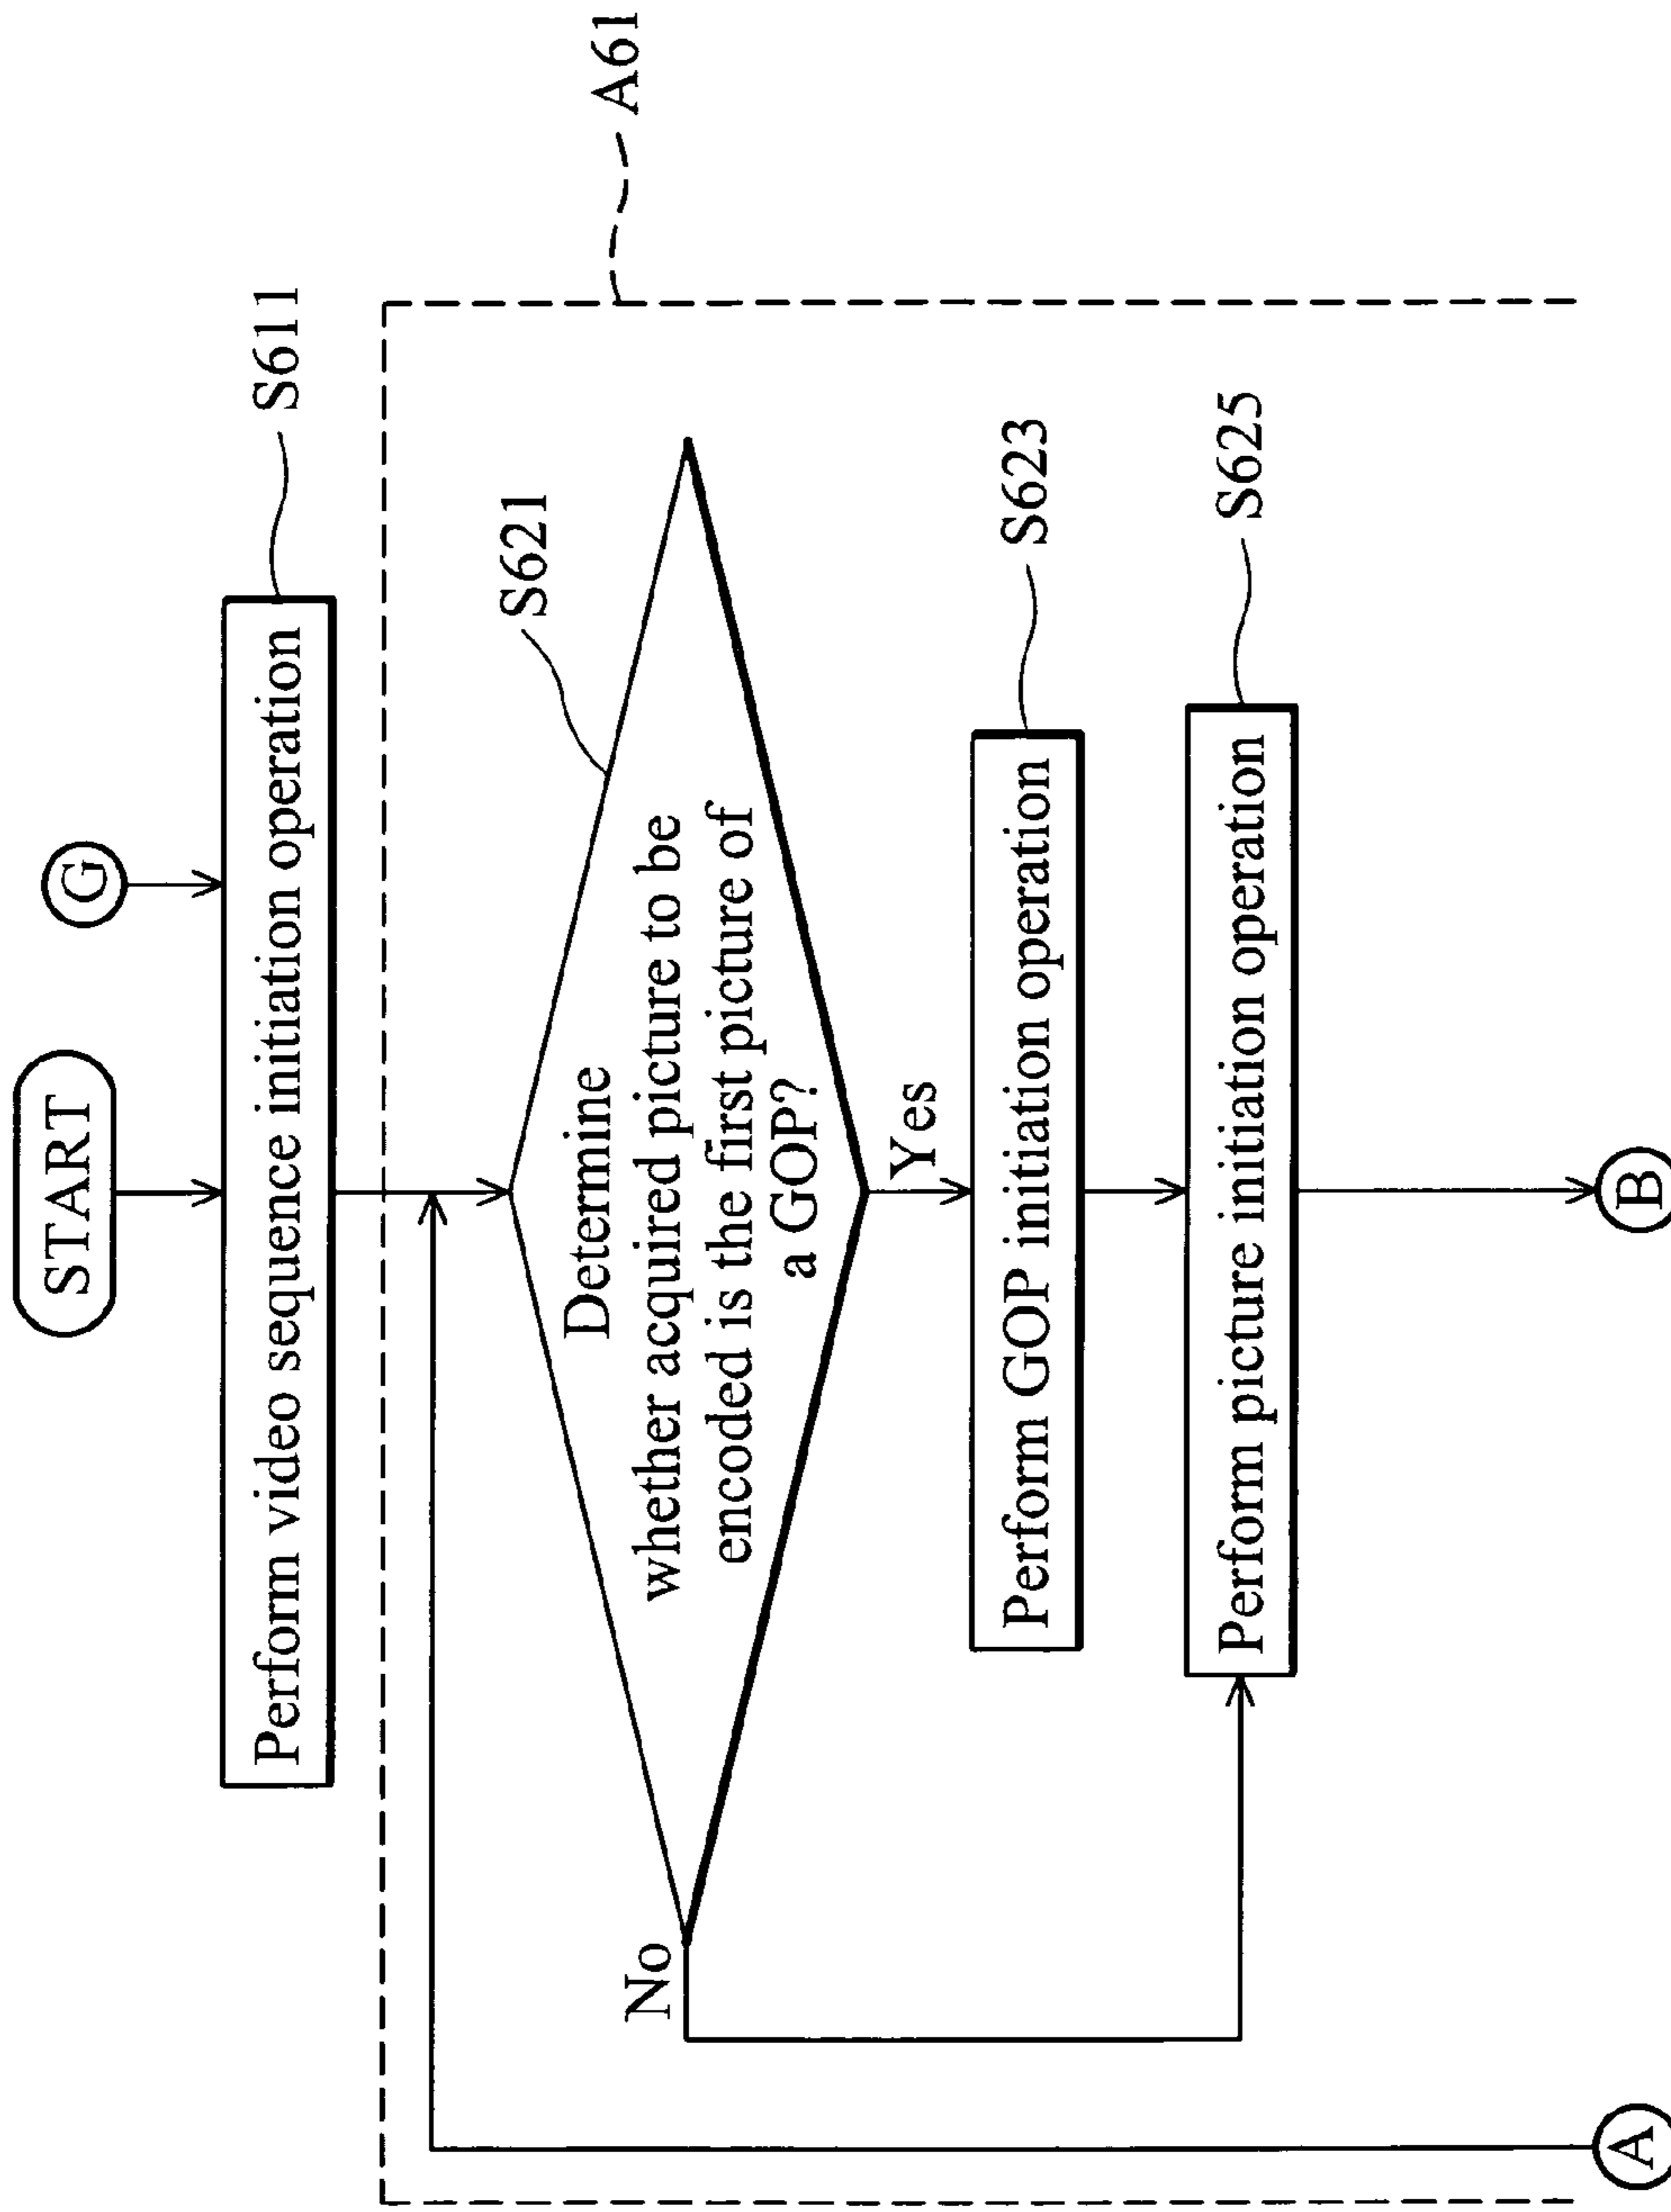 START
G
Perform video sequence initiation operation
S611
A61
S621
Determine
whether acquired picture to be
encoded is the first picture of
a GOP?
No
Yes
Perform GOP initiation operation
S623
Perform picture initiation operation
S625
A
B